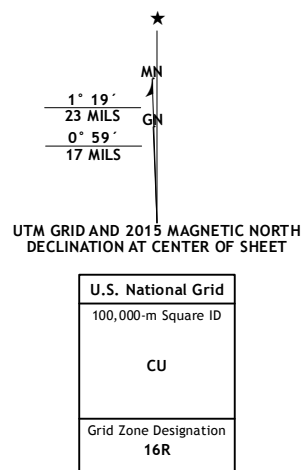 ★
MN
1° 19´
23 MILS
GN
0° 59´
17 MILS
UTM GRID AND 2015 MAGNETIC NORTH
DECLINATION AT CENTER OF SHEET
U.S. National Grid
100,000-m Square ID
CU
Grid Zone Designation
16R